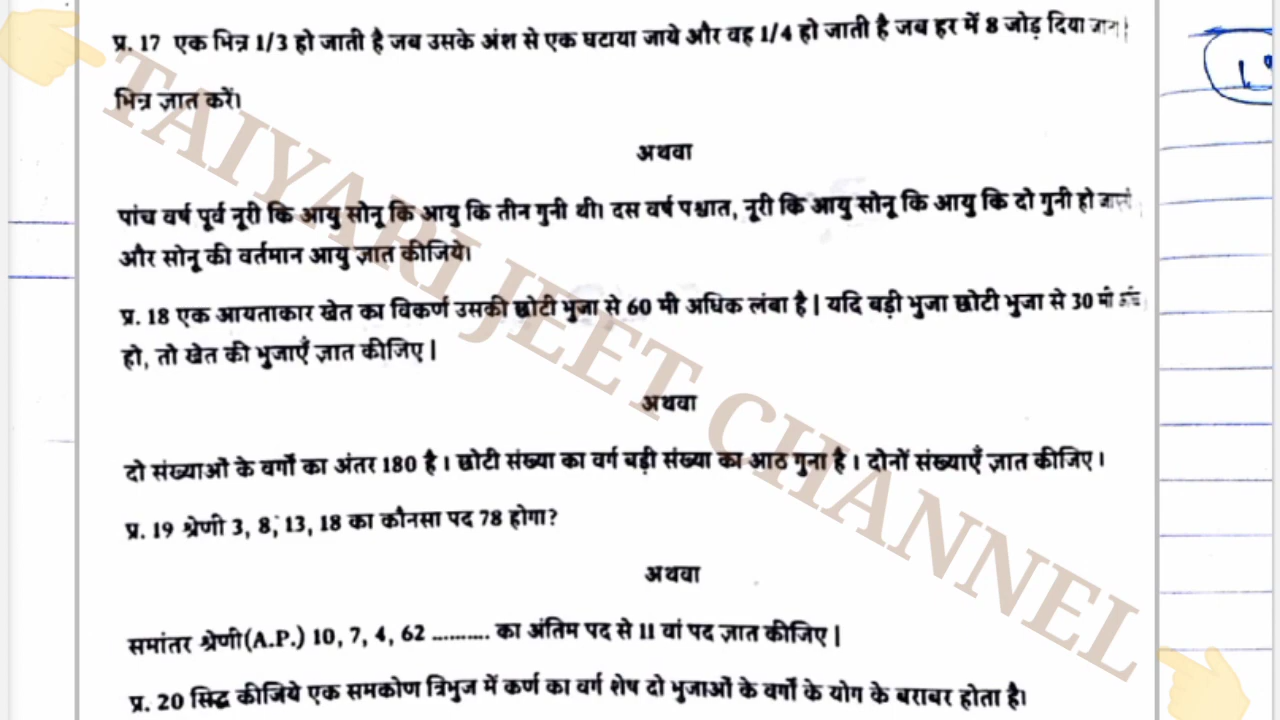 प्र. 17 एक भिन्न 1/3 हो जाती है जब उसके अंश से एक घटाया जाये और वह 1/4 हो जाती है जब हर में 8 जोड़ दिया
भिन्न ज्ञात करें।
अथवा
पांच वर्ष पूर्व नूरी कि आयु सोनू कि आयु कि तीन गुनी थी। दस वर्ष पश्चात, नूरी कि आयु सोनू कि आयु कि दो गुनी हो
और सोनू की वर्तमान आयु ज्ञात कीजिये।
प्र. 18 एक आयताकार खेत का विकर्ण उसकी छोटी भुजा से 60 मी अधिक लंबा है | यदि बड़ी भुजा छोटी भुजा से 30 मी
हो, तो खेत की भुजाएँ ज्ञात कीजिए |
अथवा
दो संख्याओं के वर्गों का अंतर 180 है । छोटी संख्या का वर्ग बड़ी संख्या का आठ गुना है । दोनों संख्याएँ ज्ञात कीजिए ।
प्र. 19 श्रेणी 3, 8, 13, 18 का कौनसा पद 78 होगा?
अथवा
समांतर श्रेणी(A.P.) 10, 7, 4, 62 .......... का अंतिम पद से 11 वां पद ज्ञात कीजिए |
प्र. 20 सिद्ध कीजिये एक समकोण त्रिभुज में कर्ण का वर्ग शेष दो भुजाओं के वर्गों के योग के बराबर होता है।
TAIYARI JEET CHANNEL